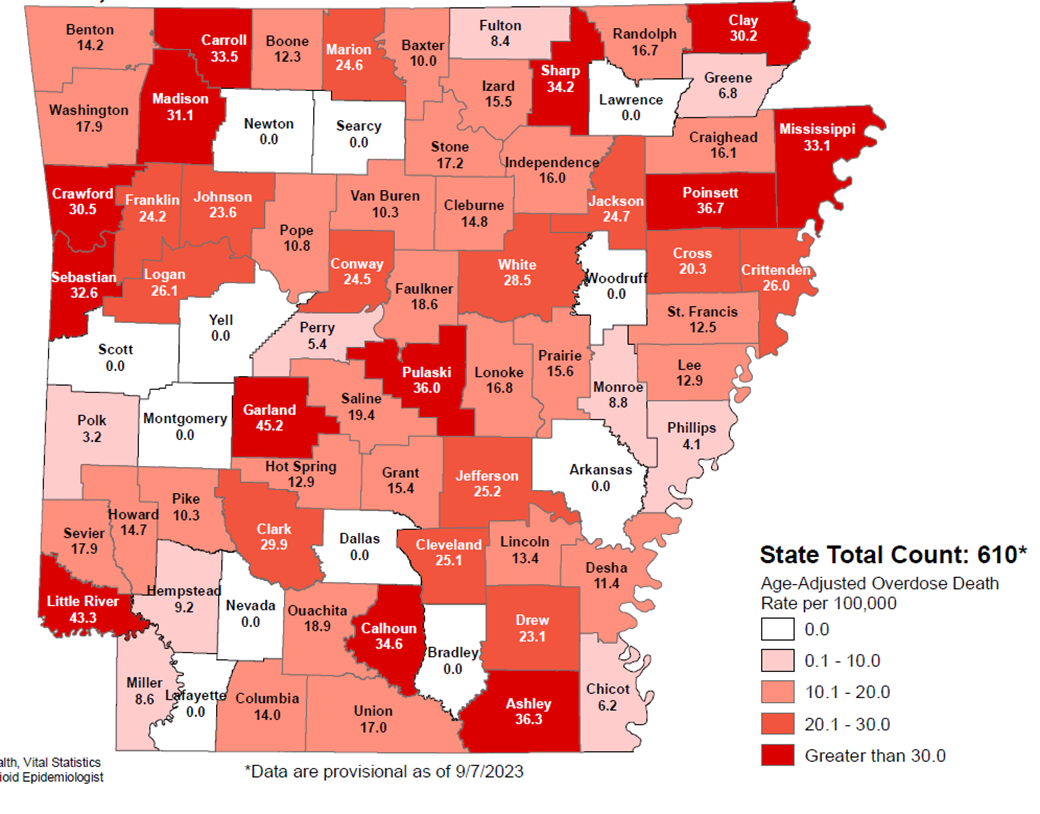 Benton
14.2
Carroll
33.5
Boone
12.3
Marion
24.6
Baxter
10.0
Fulton
8.4
Randolph
16.7
Clay
30.2
Washington
17.9
Madison
31.1
Newton
0.0
Searcy
0.0
Izard
15.5
Sharp
34.2
Lawrence
0.0
Greene
6.8
Stone
17.2
Independence
16.0
Craighead
16.1
Mississippi
33.1
Crawford
30.5
Franklin
24.2
Johnson
23.6
Pope
10.8
Van Buren
10.3
Cleburne
14.8
Jackson
24.7
Poinsett
36.7
Sebastian
32.6
Logan
26.1
Conway
24.5
Faulkner
18.6
White
28.5
Woodruff
0.0
Cross
20.3
Crittenden
26.0
Scott
0.0
Yell
0.0
Perry
5.4
Pulaski
36.0
Lonoke
16.8
Prairie
15.6
Monroe
8.8
St. Francis
12.5
Lee
12.9
Polk
3.2
Montgomery
0.0
Garland
45.2
Saline
19.4
Phillips
4.1
Hot Spring
12.9
Grant
15.4
Jefferson
25.2
Arkansas
0.0
Sevier
17.9
Howard
14.7
Pike
10.3
Clark
29.9
Dallas
0.0
Cleveland
25.1
Lincoln
13.4
Desha
11.4
Little River
43.3
Hempstead
9.2
Nevada
0.0
Ouachita
18.9
Calhoun
34.6
Bradley
0.0
Drew
23.1
Miller
8.6
Lafayette
0.0
Columbia
14.0
Union
17.0
Ashley
36.3
Chicot
6.2
State Total Count: 610*
Age-Adjusted Overdose Death
Rate per 100,000
0.0
0.1 - 10.0
10.1 - 20.0
20.1 - 30.0
Greater than 30.0
alth, Vital Statistics
ioid Epidemiologist
*Data are provisional as of 9/7/2023